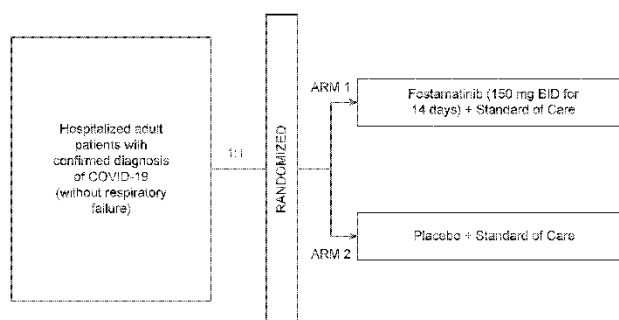 Hospitalized adult
patients with
confirmed diagnosis
of COVID-19
(without respiratory
failure)
1:1
RANDOMIZED
ARM 1
Fostamatinib (150 mg BID for
14 days) + Standard of Care
Placebo + Standard of Care
ARM 2